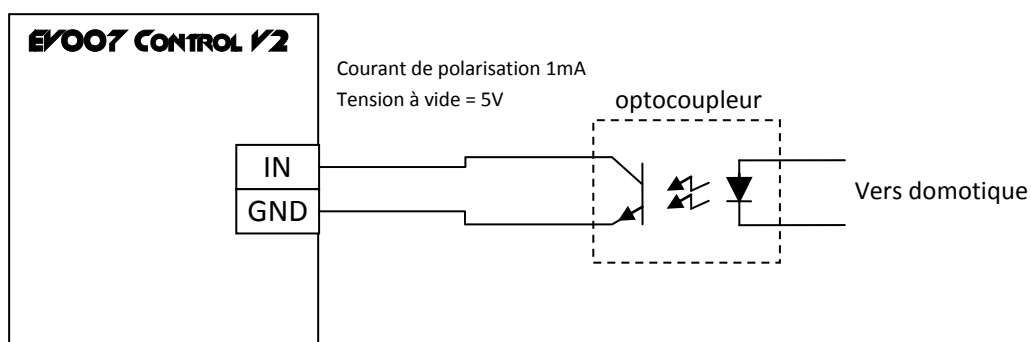 EVOO7 CONTROL V2
Courant de polarisation 1mA
Tension à vide = 5V
optocoupleur
IN
GND
Vers domotique